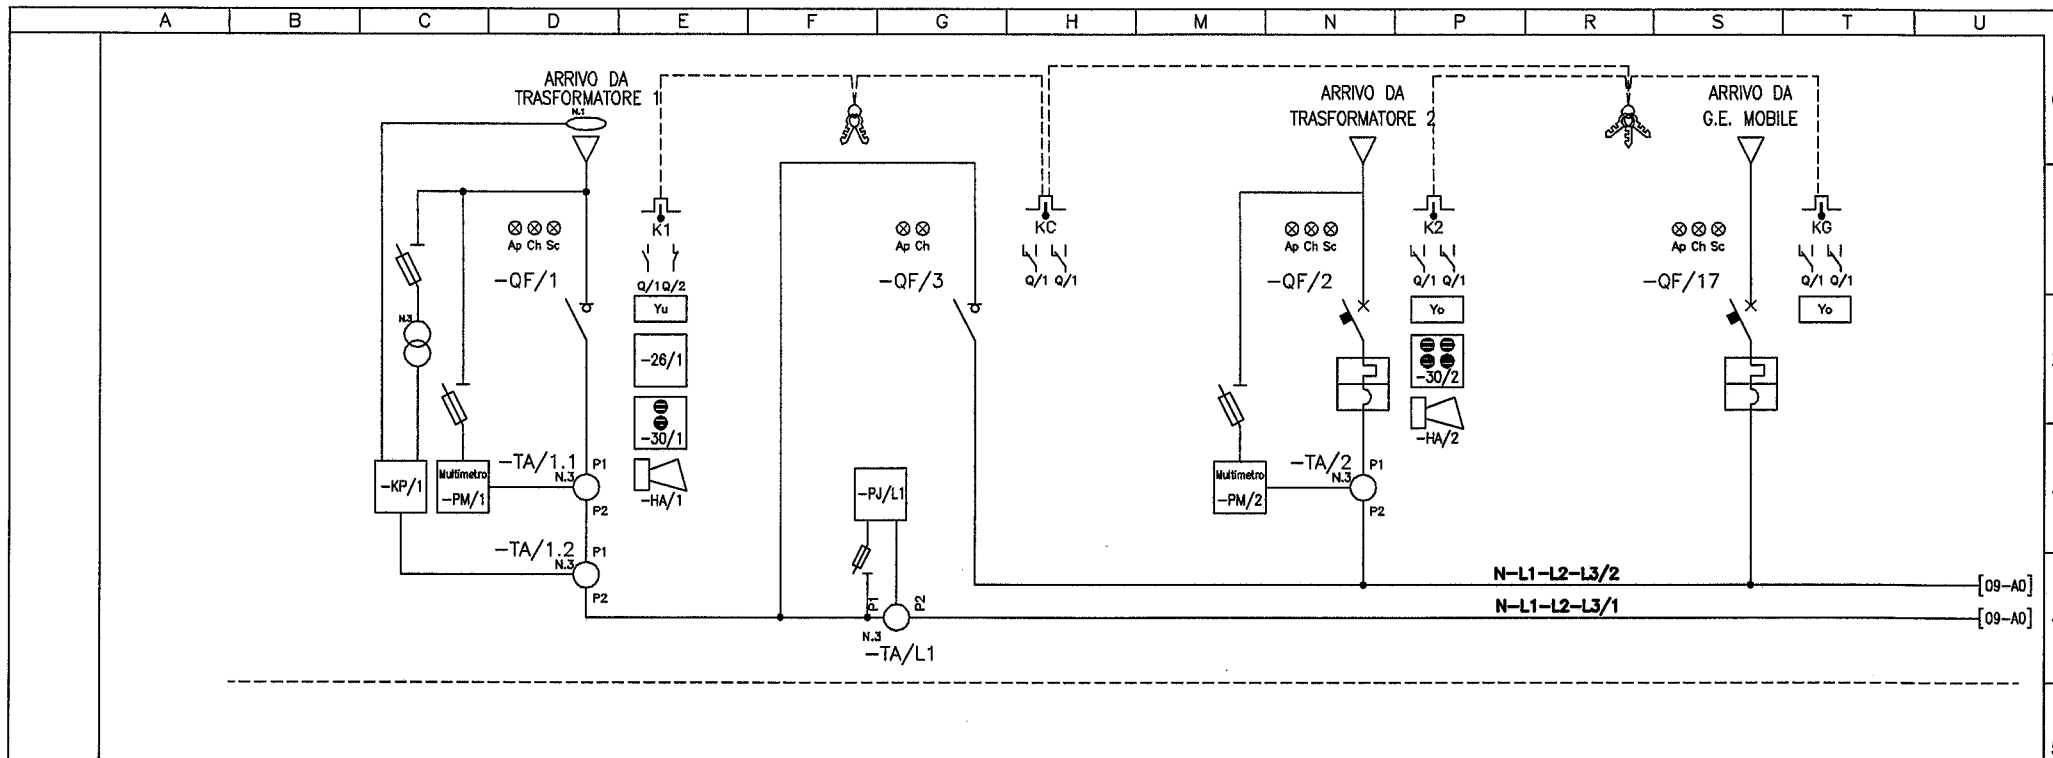 A B C D E F G H M N P R S T U
ARRIVO DA
TRASFORMATORE 1
N.1
ARRIVO DA
TRASFORMATORE 2
ARRIVO DA
G.E. MOBILE
K1
KC
K2
KG
Ap Ch Sc
Ap Ch
Ap Ch Sc
Ap Ch Sc
-QF/1
-QF/3
-QF/2
-QF/17
Q/1 Q/2
Q/1 Q/1
Q/1 Q/1
Q/1 Q/1
Yu
Yo
Yo
N.3
-26/1
-30/2
-30/1
-HA/2
-TA/1.1
N.3
P1
-TA/2
N.3
P1
-KP/1
Multimetro
-PM/1
-HA/1
-PJ/L1
Multimetro
-PM/2
P2
P2
-TA/1.2
N.3
P1
P2
N-L1-L2-L3/2
[09-A0]
P1
P2
N-L1-L2-L3/1
[09-A0]
N.3
-TA/L1